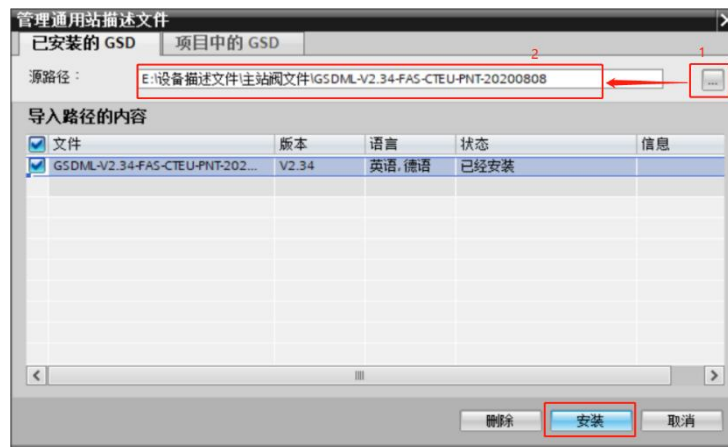 管理通用站描述文件
已安装的 GSD 项目中的 GSD
2 1
源路径： E:\设备描述文件\主站阀文件\GSDML-V2.34-FAS-CTEU-PNT-20200808 ...
导入路径的内容
文件 版本 语言 状态 信息
GSDML-V2.34-FAS-CTEU-PNT-202... V2.34 英语, 德语 已经安装
删除 安装 取消